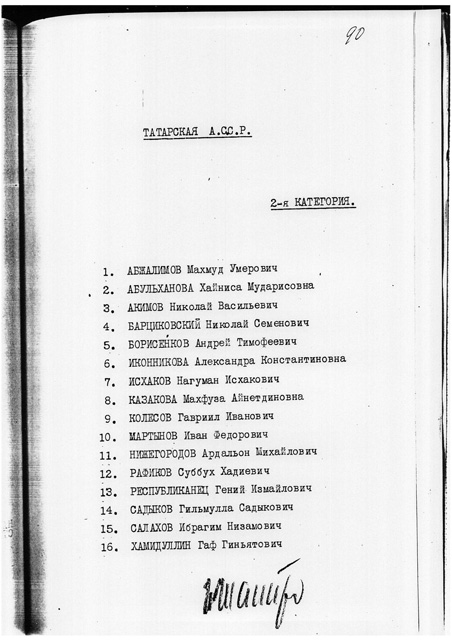 90
ТАТАРСКАЯ А.С.С.Р.
2-я КАТЕГОРИЯ.
1. АБЖАЛИМОВ Махмуд Умерович
2. АБУЛЬХАНОВА Хайниса Мударисовна
3. АКИМОВ Николай Васильевич
4. БАРЦИКОВСКИЙ Николай Семенович
5. БОРИСЕНКОВ Андрей Тимофеевич
6. ИКОННИКОВА Александра Константиновна
7. ИСХАКОВ Нагуман Исхакович
8. КАЗАКОВА Махфуза Айнетдиновна
9. КОЛЕСОВ Гавриил Иванович
10. МАРТЫНОВ Иван Федорович
11. НИЖЕГОРОДОВ Ардальон Михайлович
12. РАФИКОВ Суббух Хадиевич
13. РЕСПУБЛИКАНЕЦ Гений Измайлович
14. САДЫКОВ Гильмулла Садыкович
15. САЛАХОВ Ибрагим Низамович
16. ХАМИДУЛЛИН Гаф Гиньятович